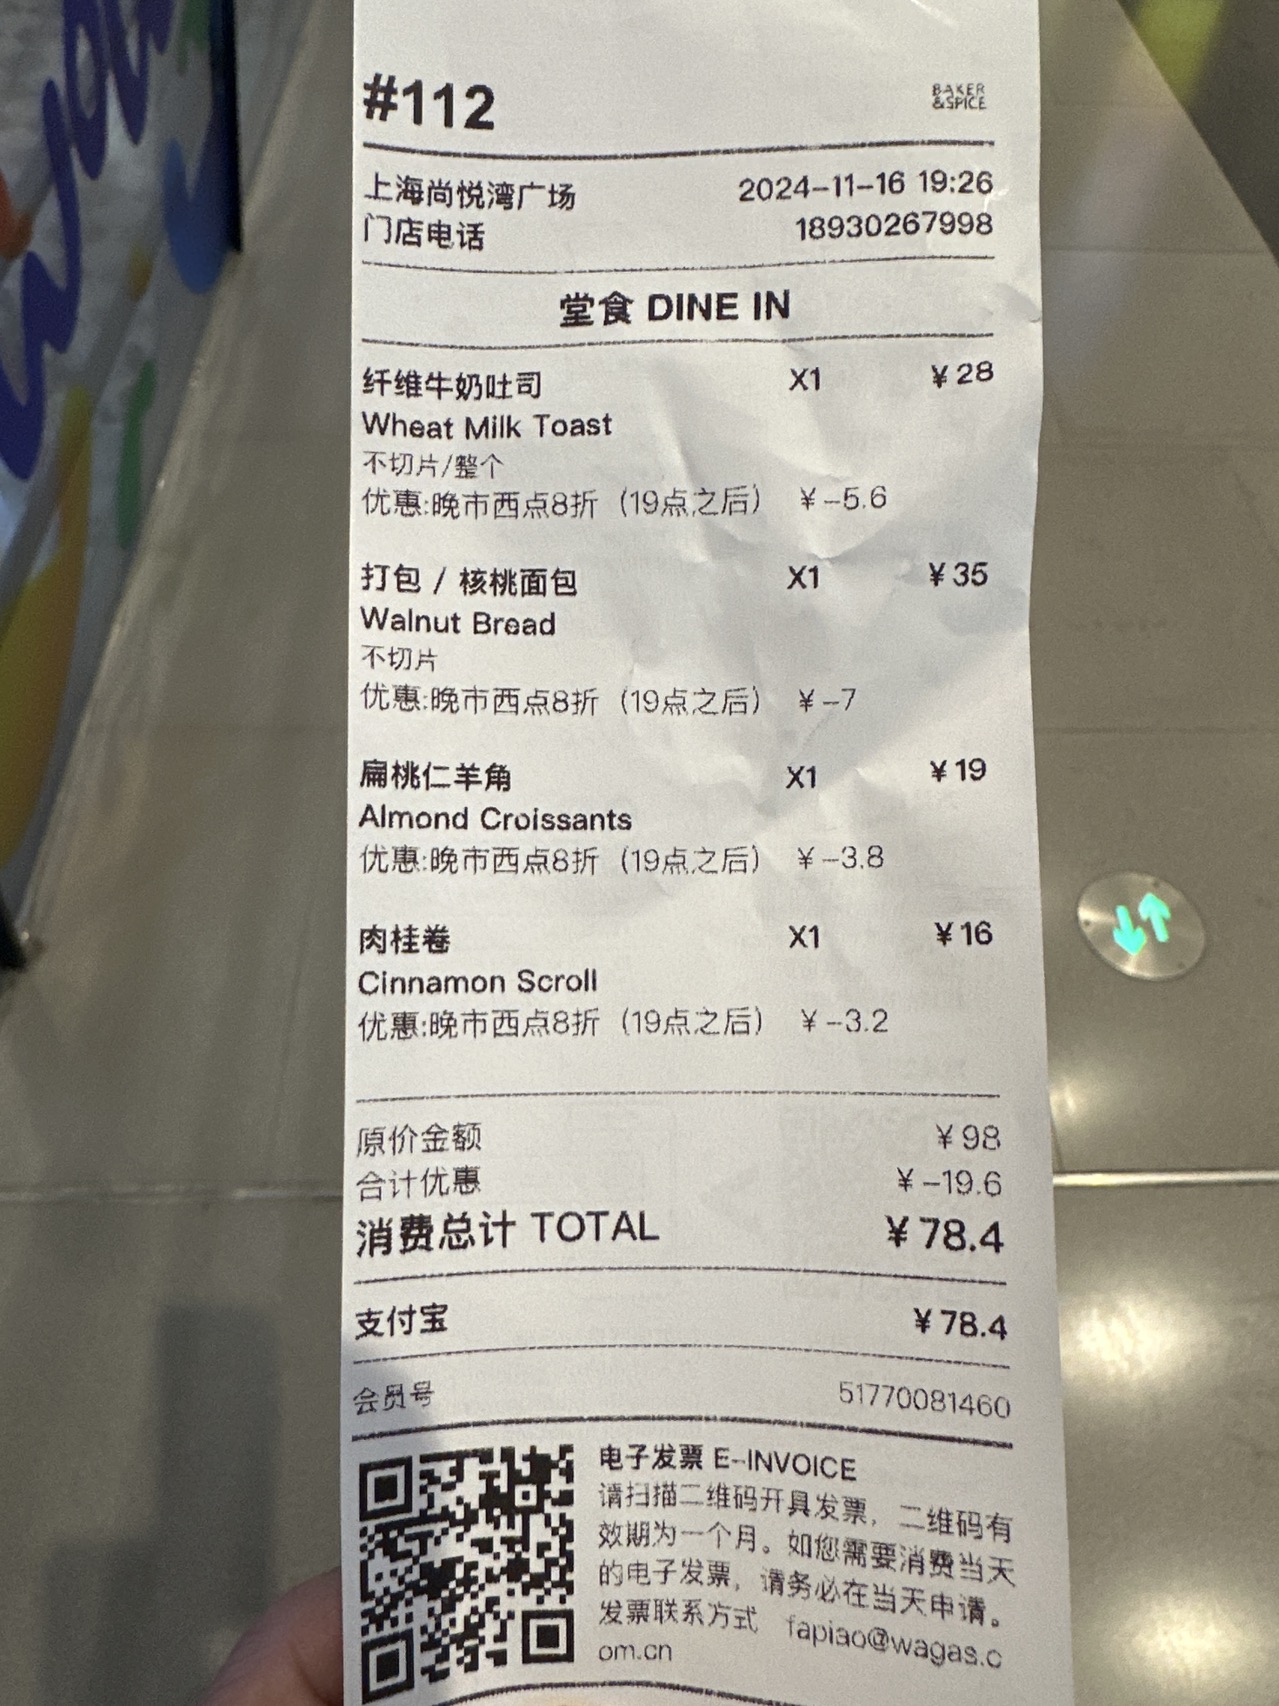 #112
BAKER
&SPICE
上海尚悦湾广场 2024-11-16 19:26
门店电话 18930267998
堂食 DINE IN
纤维牛奶吐司 X1 ¥28
Wheat Milk Toast
不切片/整个
优惠:晚市西点8折（19点之后） ¥-5.6
打包 / 核桃面包 X1 ¥35
Walnut Bread
不切片
优惠:晚市西点8折（19点之后） ¥-7
扁桃仁羊角 X1 ¥19
Almond Croissants
优惠:晚市西点8折（19点之后） ¥-3.8
肉桂卷 X1 ¥16
Cinnamon Scroll
优惠:晚市西点8折（19点之后） ¥-3.2
原价金额 ¥98
合计优惠 ¥-19.6
消费总计 TOTAL ¥78.4
支付宝 ¥78.4
会员号 51770081460
电子发票 E-INVOICE
请扫描二维码开具发票，二维码有
效期为一个月。如您需要消费当天
的电子发票，请务必在当天申请。
发票联系方式 fapiao@wagas.c
om.cn